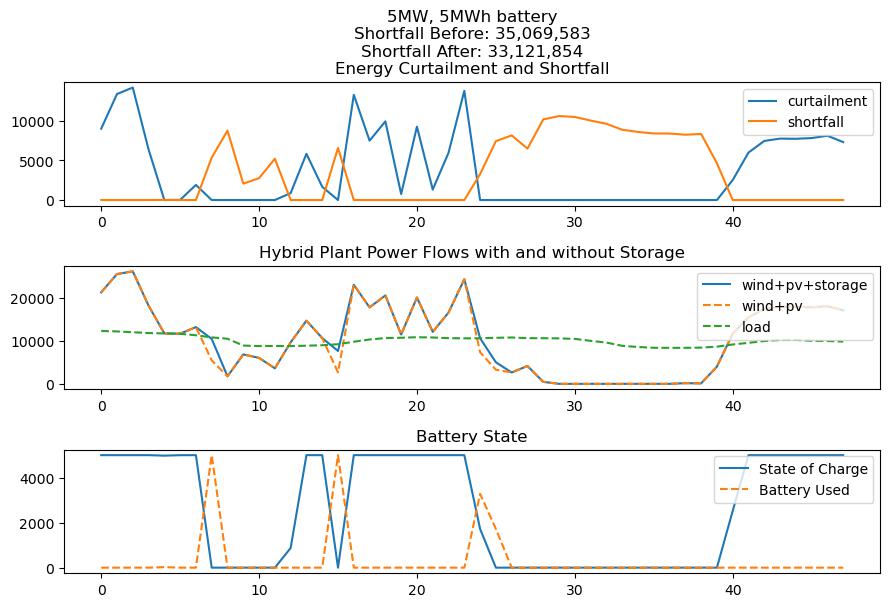 5MW, 5MWh battery
Shortfall Before: 35,069,583
Shortfall After: 33,121,854
Energy Curtailment and Shortfall
10000
5000
0
curtailment
shortfall
0 10 20 30 40
Hybrid Plant Power Flows with and without Storage
20000
10000
0
wind+pv+storage
wind+pv
load
0 10 20 30 40
Battery State
4000
2000
0
State of Charge
Battery Used
0 10 20 30 40